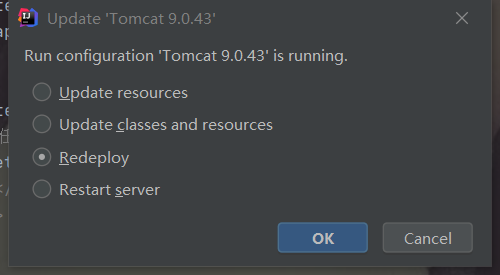 Update 'Tomcat 9.0.43'
Run configuration 'Tomcat 9.0.43' is running.
Update resources
Update classes and resources
Redeploy
Restart server
OK
Cancel